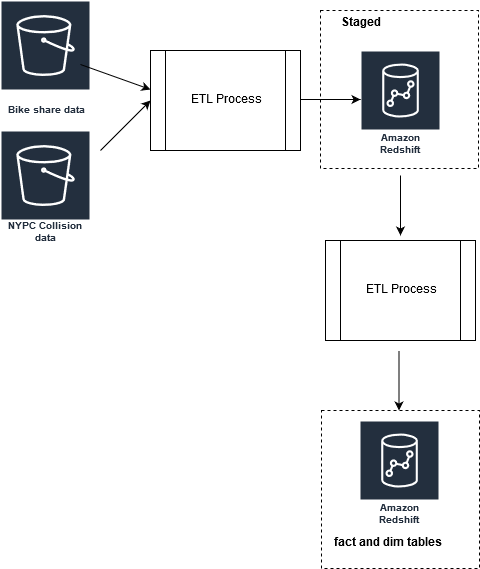 Staged
ETL Process
Bike share data
Amazon
Redshift
NYPC Collision
data
ETL Process
Amazon
Redshift
fact and dim tables